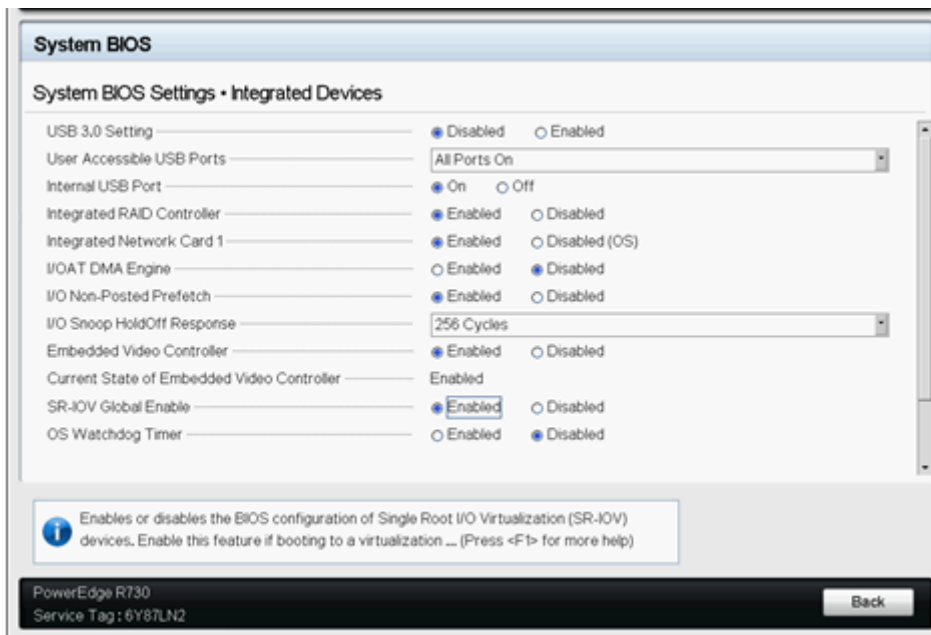 System BIOS
System BIOS Settings • Integrated Devices
USB 3.0 Setting Disabled Enabled
User Accessible USB Ports All Ports On
Internal USB Port On Off
Integrated RAID Controller Enabled Disabled
Integrated Network Card 1 Enabled Disabled (OS)
I/OAT DMA Engine Enabled Disabled
I/O Non-Posted Prefetch Enabled Disabled
I/O Snoop HoldOff Response 256 Cycles
Embedded Video Controller Enabled Disabled
Current State of Embedded Video Controller Enabled
SR-IOV Global Enable Enabled Disabled
OS Watchdog Timer Enabled Disabled
Enables or disables the BIOS configuration of Single Root I/O Virtualization (SR-IOV)
devices. Enable this feature if booting to a virtualization ... (Press <F1> for more help)
PowerEdge R730
Service Tag : 6Y87LN2
Back